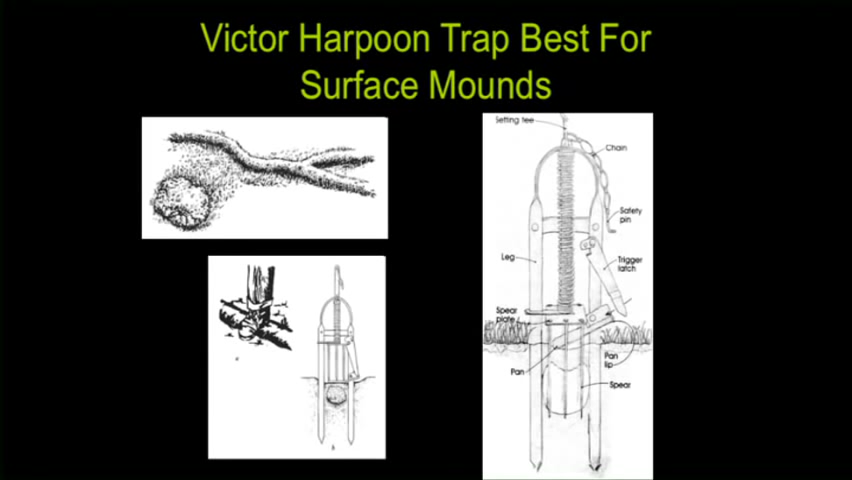 Victor Harpoon Trap Best For
Surface Mounds
Setting tee
Chain
Safety
pin
Leg
Trigger
latch
Spear
plate
Pan
lip
Pan
Spear